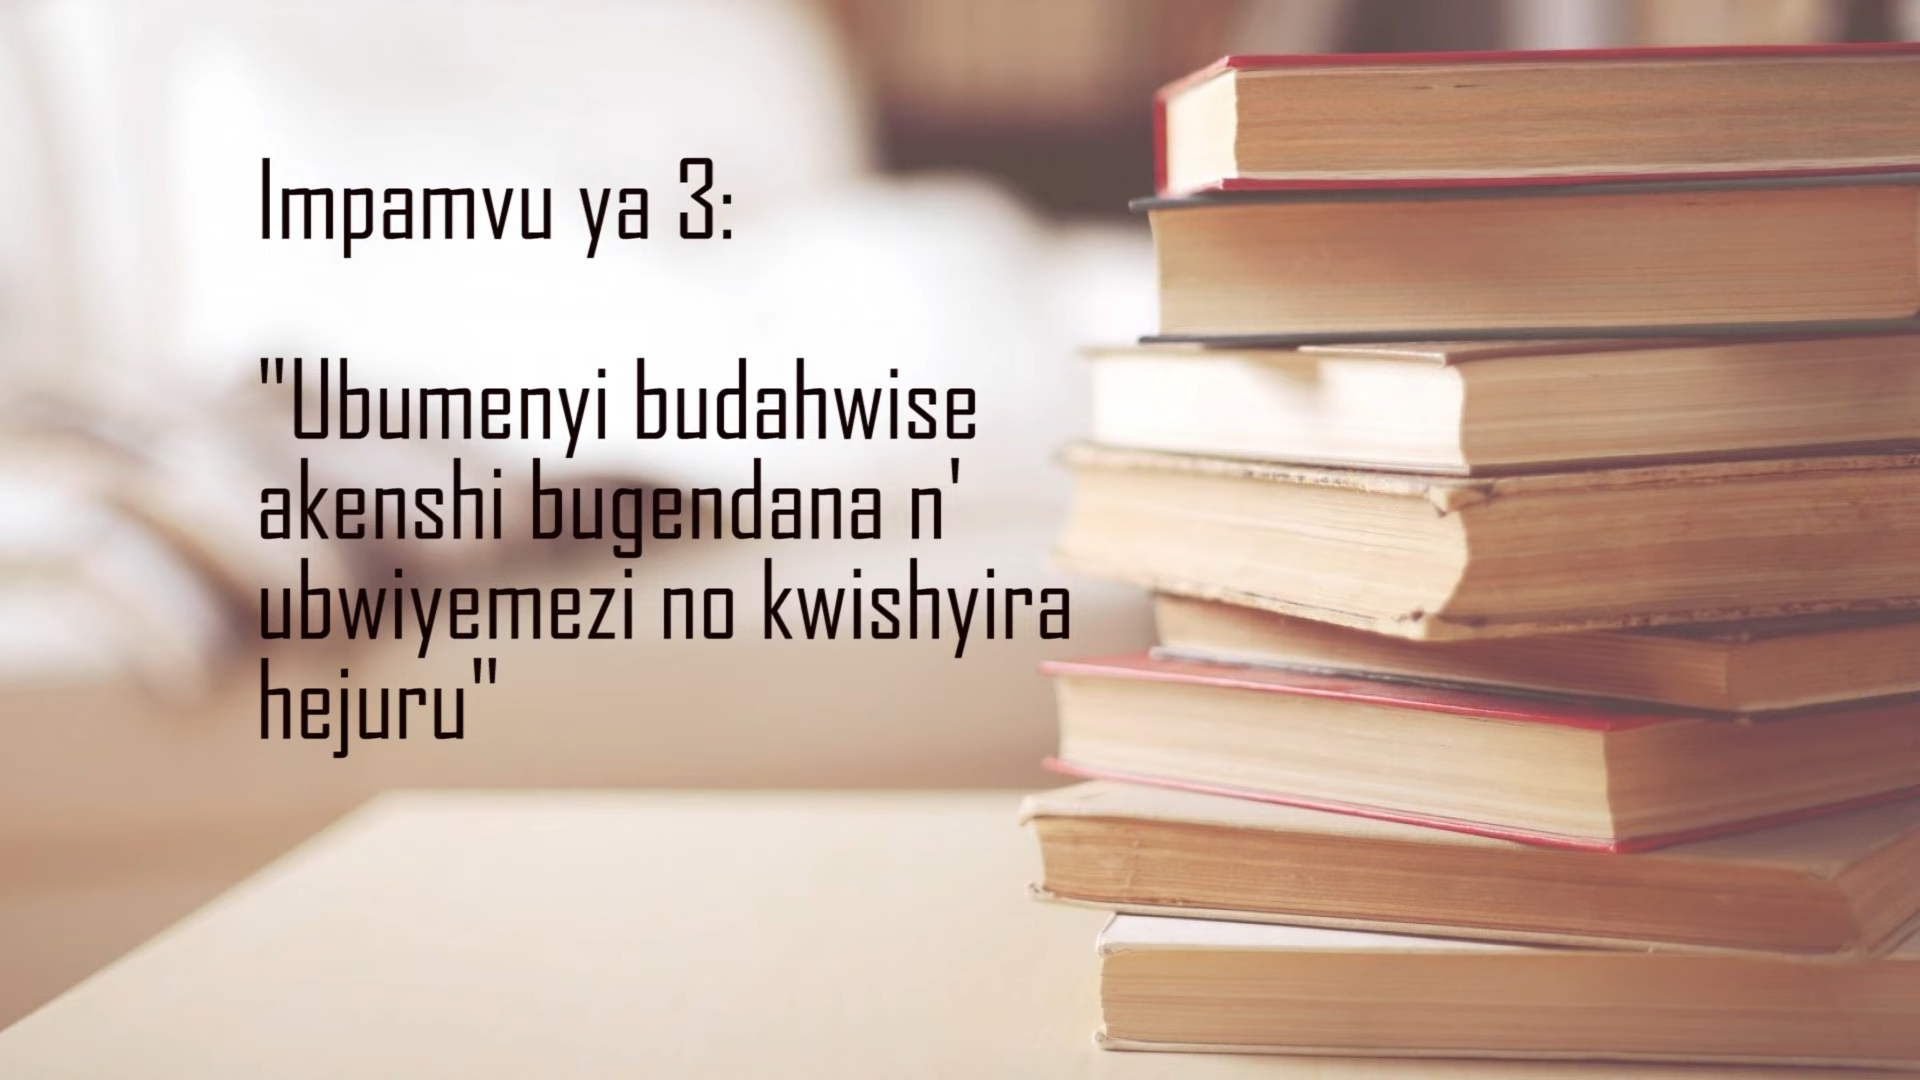 Impamvu ya 3:
"Ubumenyi budahwise
akenshi bugendana n'
ubwiyemezi no kwishyira
hejuru"